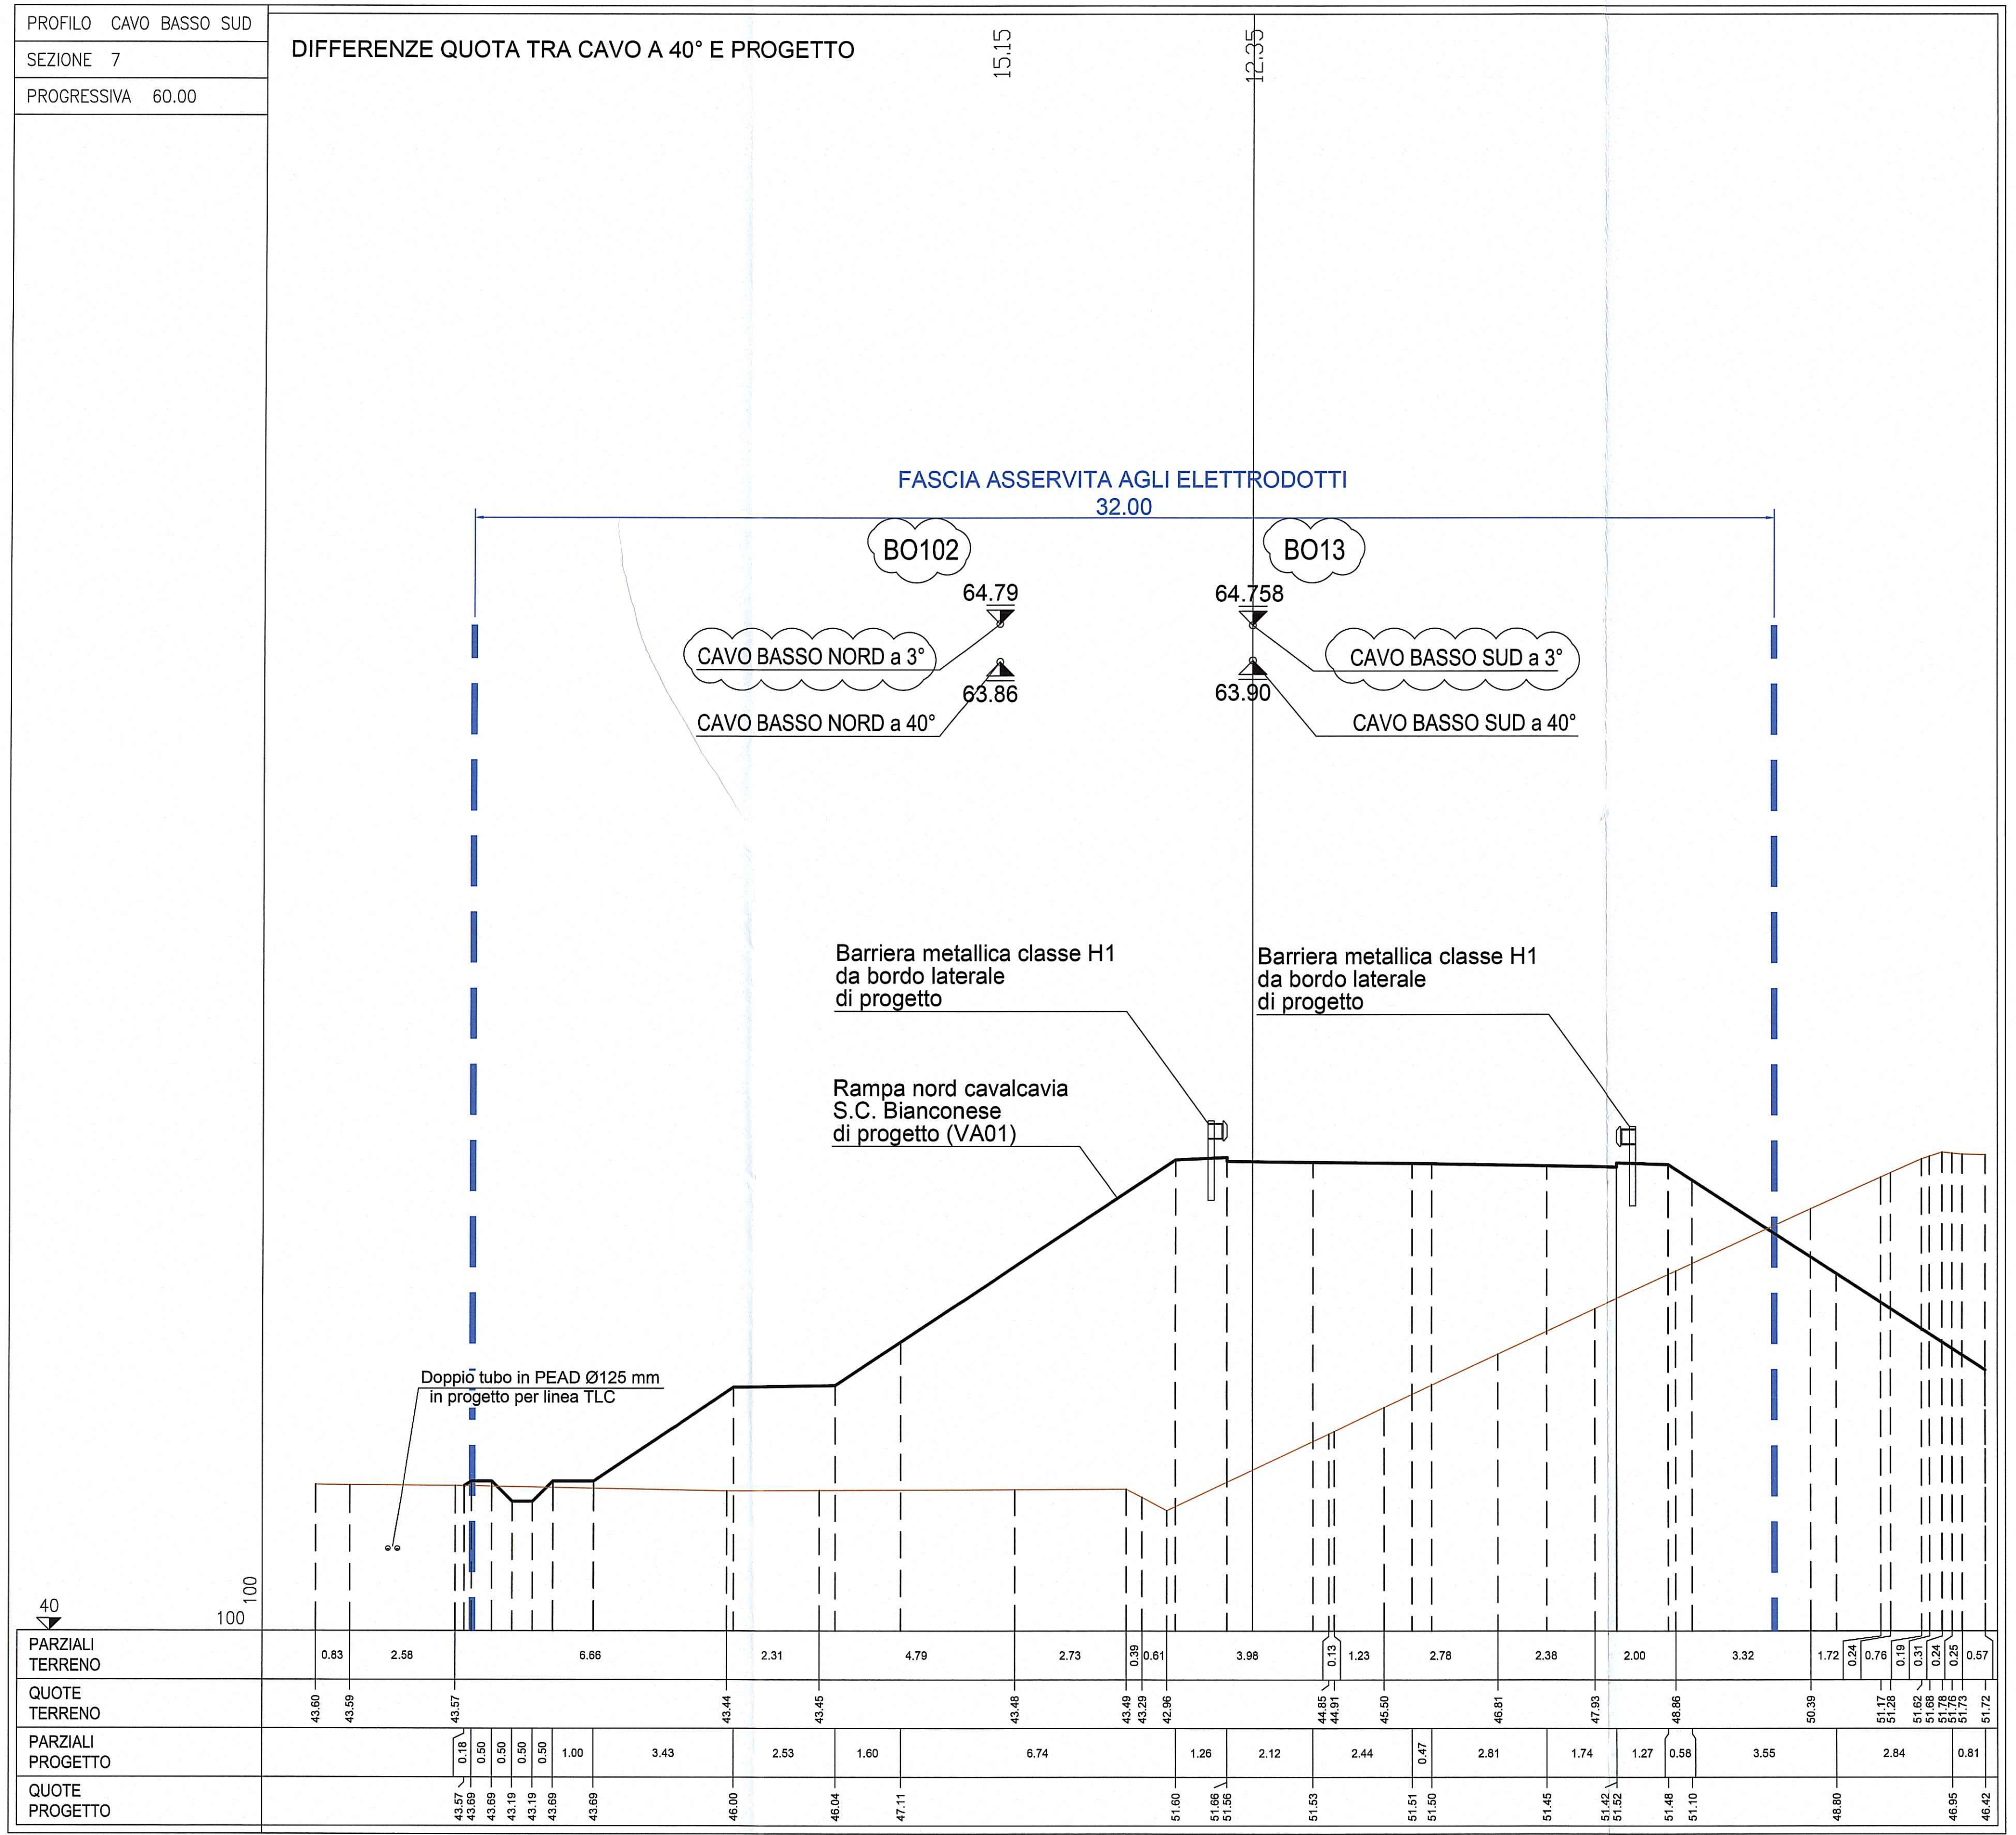 PROFILO CAVO BASSO SUD
SEZIONE 7
PROGRESSIVA 60.00
DIFFERENZE QUOTA TRA CAVO A 40° E PROGETTO
15.15
12.35
FASCIA ASSERVITA AGLI ELETTRODOTTI
32.00
BO102
BO13
64.79
64.758
CAVO BASSO NORD a 3°
CAVO BASSO SUD a 3°
63.86
63.90
CAVO BASSO NORD a 40°
CAVO BASSO SUD a 40°
Barriera metallica classe H1
da bordo laterale
di progetto
Barriera metallica classe H1
da bordo laterale
di progetto
Rampa nord cavalcavia
S.C. Bianconese
di progetto (VA01)
Doppio tubo in PEAD Ø125 mm
in progetto per linea TLC
40
100
100
PARZIALI
TERRENO
0.83 2.58 6.66 2.31 4.79 2.73 0.39 0.61 3.98 0.13 1.23 2.78 2.38 2.00 3.32 1.72 0.24 0.76 0.19 0.31 0.24 0.25 0.57
QUOTE
TERRENO
43.60 43.59 43.57 43.44 43.45 43.48 43.49 43.29 42.96 44.85 44.91 45.50 46.81 47.93 48.86 50.39 51.17 51.28 51.62 51.68 51.78 51.76 51.73 51.72
PARZIALI
PROGETTO
0.18 0.50 0.50 0.50 0.50 1.00 3.43 2.53 1.60 6.74 1.26 2.12 2.44 0.47 2.81 1.74 1.27 0.58 3.55 2.84 0.81
QUOTE
PROGETTO
43.57 43.69 43.69 43.19 43.19 43.69 43.69 46.00 46.04 47.11 51.60 51.66 51.56 51.53 51.51 51.50 51.45 51.42 51.52 51.48 51.10 48.80 46.95 46.42